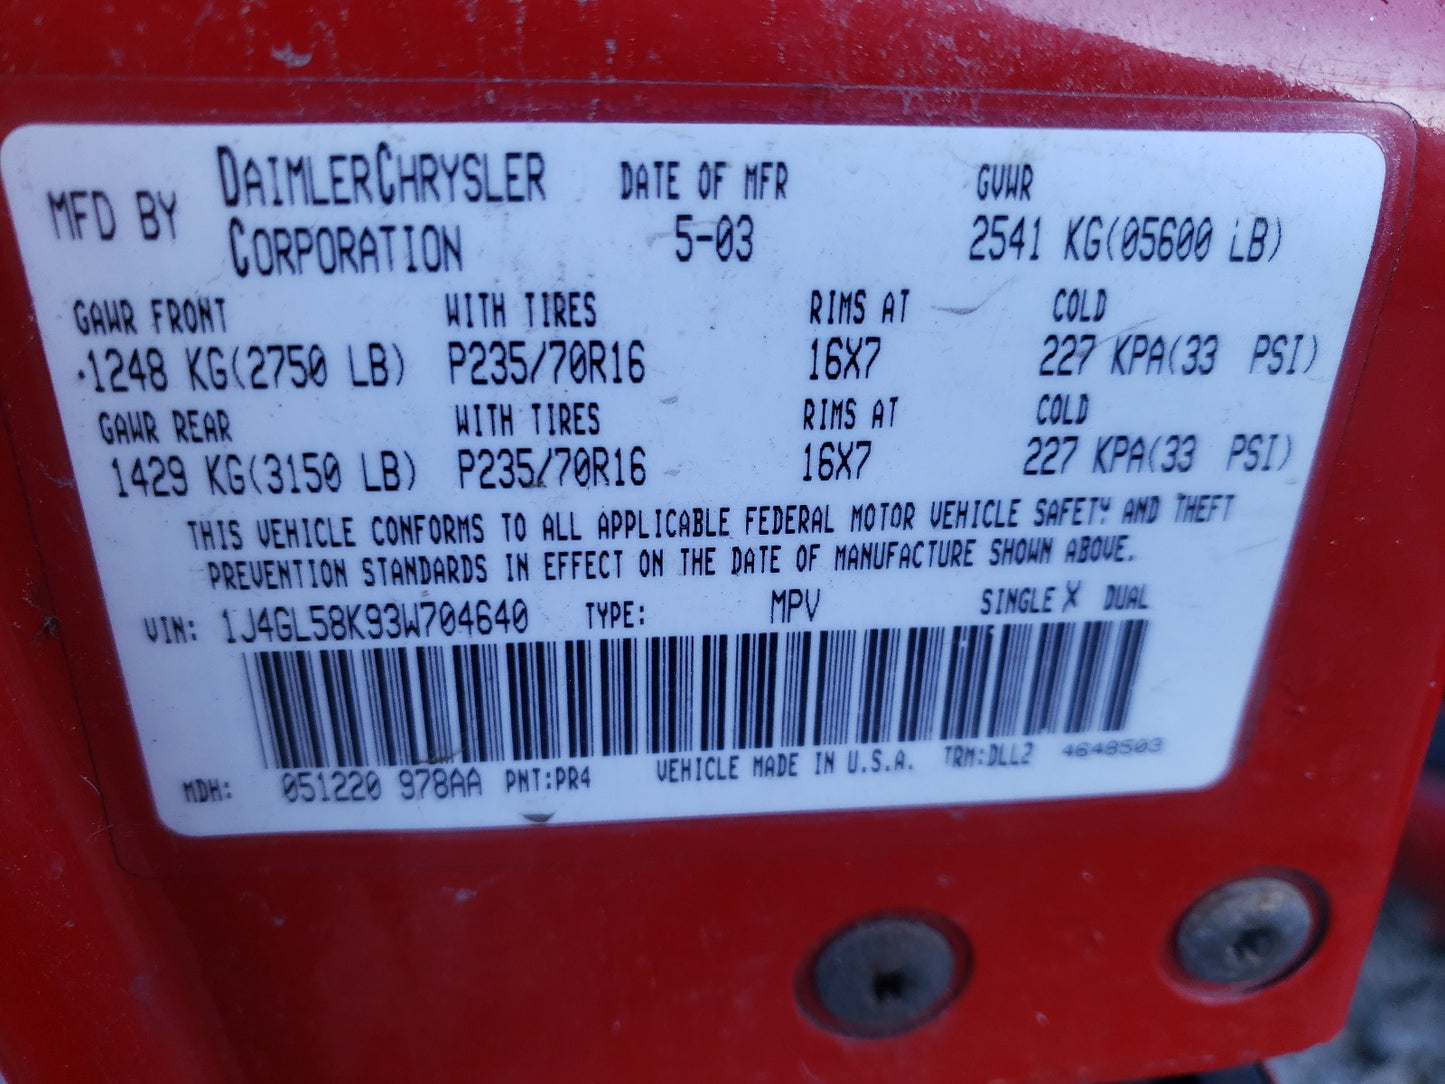 MFD BY DAIMLERCHRYSLER CORPORATION DATE OF MFR 5-03 GVWR 2541 KG(05600 LB)
GAWR FRONT WITH TIRES RIMS AT COLD
1248 KG(2750 LB) P235/70R16 16X7 227 KPA(33 PSI)
GAWR REAR WITH TIRES RIMS AT COLD
1429 KG(3150 LB) P235/70R16 16X7 227 KPA(33 PSI)
THIS VEHICLE CONFORMS TO ALL APPLICABLE FEDERAL MOTOR VEHICLE SAFETY AND THEFT
PREVENTION STANDARDS IN EFFECT ON THE DATE OF MANUFACTURE SHOWN ABOVE.
VIN: 1J4GL58K93W704640 TYPE: MPV SINGLE X DUAL
MDH: 051220 978AA PNT:PR4 VEHICLE MADE IN U.S.A. TRM:DLL2 4648503